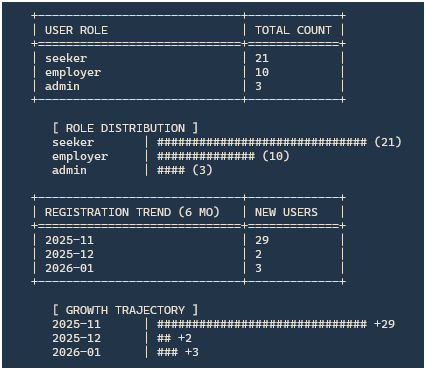 USER ROLE | TOTAL COUNT
seeker | 21
employer | 10
admin | 3
[ ROLE DISTRIBUTION ]
seeker | ############################## (21)
employer | ############## (10)
admin | #### (3)
REGISTRATION TREND (6 MO) | NEW USERS
2025-11 | 29
2025-12 | 2
2026-01 | 3
[ GROWTH TRAJECTORY ]
2025-11 | ############################## +29
2025-12 | ## +2
2026-01 | ### +3